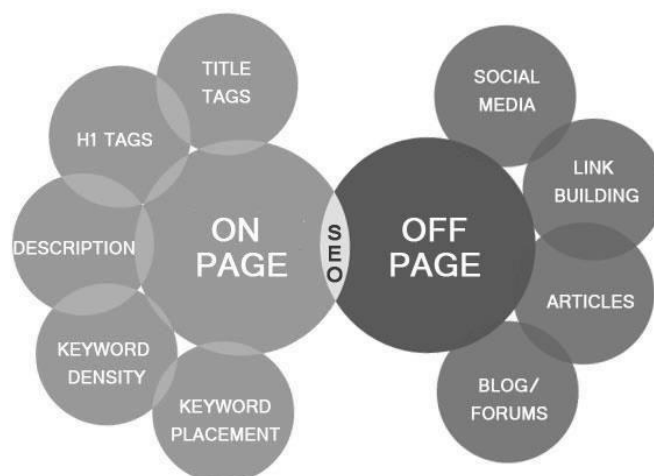 TITLE
TAGS
H1 TAGS
DESCRIPTION
KEYWORD
DENSITY
KEYWORD
PLACEMENT
ON
PAGE
SEO
OFF
PAGE
SOCIAL
MEDIA
LINK
BUILDING
ARTICLES
BLOG/
FORUMS